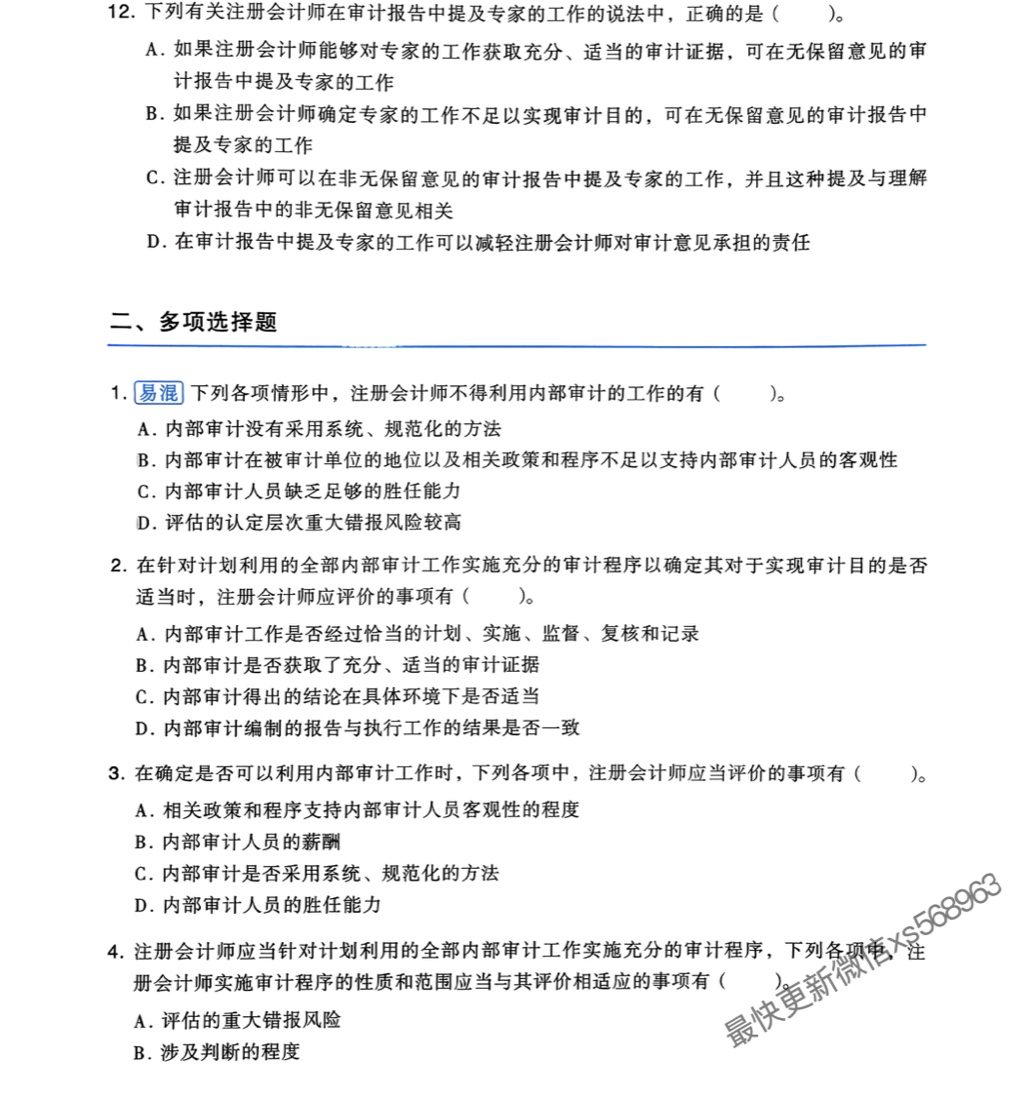 12. 下列有关注册会计师在审计报告中提及专家的工作的说法中，正确的是（　　）。
A. 如果注册会计师能够对专家的工作获取充分、适当的审计证据，可在无保留意见的审
计报告中提及专家的工作
B. 如果注册会计师确定专家的工作不足以实现审计目的，可在无保留意见的审计报告中
提及专家的工作
C. 注册会计师可以在非无保留意见的审计报告中提及专家的工作，并且这种提及与理解
审计报告中的非无保留意见相关
D. 在审计报告中提及专家的工作可以减轻注册会计师对审计意见承担的责任
二、多项选择题
1. 易混 下列各项情形中，注册会计师不得利用内部审计的工作的有（　　）。
A. 内部审计没有采用系统、规范化的方法
B. 内部审计在被审计单位的地位以及相关政策和程序不足以支持内部审计人员的客观性
C. 内部审计人员缺乏足够的胜任能力
D. 评估的认定层次重大错报风险较高
2. 在针对计划利用的全部内部审计工作实施充分的审计程序以确定其对于实现审计目的是否
适当时，注册会计师应评价的事项有（　　）。
A. 内部审计工作是否经过恰当的计划、实施、监督、复核和记录
B. 内部审计是否获取了充分、适当的审计证据
C. 内部审计得出的结论在具体环境下是否适当
D. 内部审计编制的报告与执行工作的结果是否一致
3. 在确定是否可以利用内部审计工作时，下列各项中，注册会计师应当评价的事项有（　　）。
A. 相关政策和程序支持内部审计人员客观性的程度
B. 内部审计人员的薪酬
C. 内部审计是否采用系统、规范化的方法
D. 内部审计人员的胜任能力
4. 注册会计师应当针对计划利用的全部内部审计工作实施充分的审计程序，下列各项中，注
册会计师实施审计程序的性质和范围应当与其评价相适应的事项有（　　）。
A. 评估的重大错报风险
B. 涉及判断的程度
最快更新微信xs568963